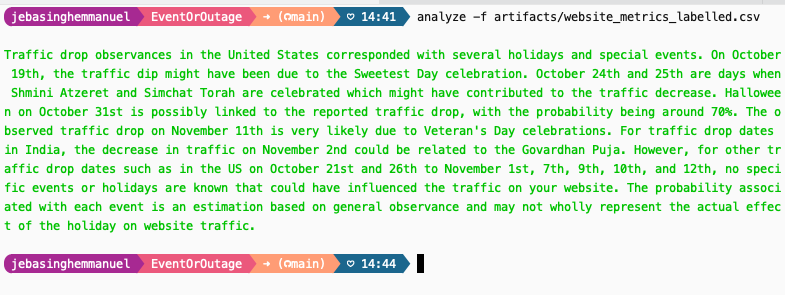 jebasinghemmanuel EventOrOutage → (main) ♡ 14:41 analyze -f artifacts/website_metrics_labelled.csv
Traffic drop observances in the United States corresponded with several holidays and special events. On October
19th, the traffic dip might have been due to the Sweetest Day celebration. October 24th and 25th are days when
Shmini Atzeret and Simchat Torah are celebrated which might have contributed to the traffic decrease. Hallowee
n on October 31st is possibly linked to the reported traffic drop, with the probability being around 70%. The o
bserved traffic drop on November 11th is very likely due to Veteran's Day celebrations. For traffic drop dates
in India, the decrease in traffic on November 2nd could be related to the Govardhan Puja. However, for other tr
affic drop dates such as in the US on October 21st and 26th to November 1st, 7th, 9th, 10th, and 12th, no speci
fic events or holidays are known that could have influenced the traffic on your website. The probability associ
ated with each event is an estimation based on general observance and may not wholly represent the actual effec
t of the holiday on website traffic.
jebasinghemmanuel EventOrOutage → (main) ♡ 14:44